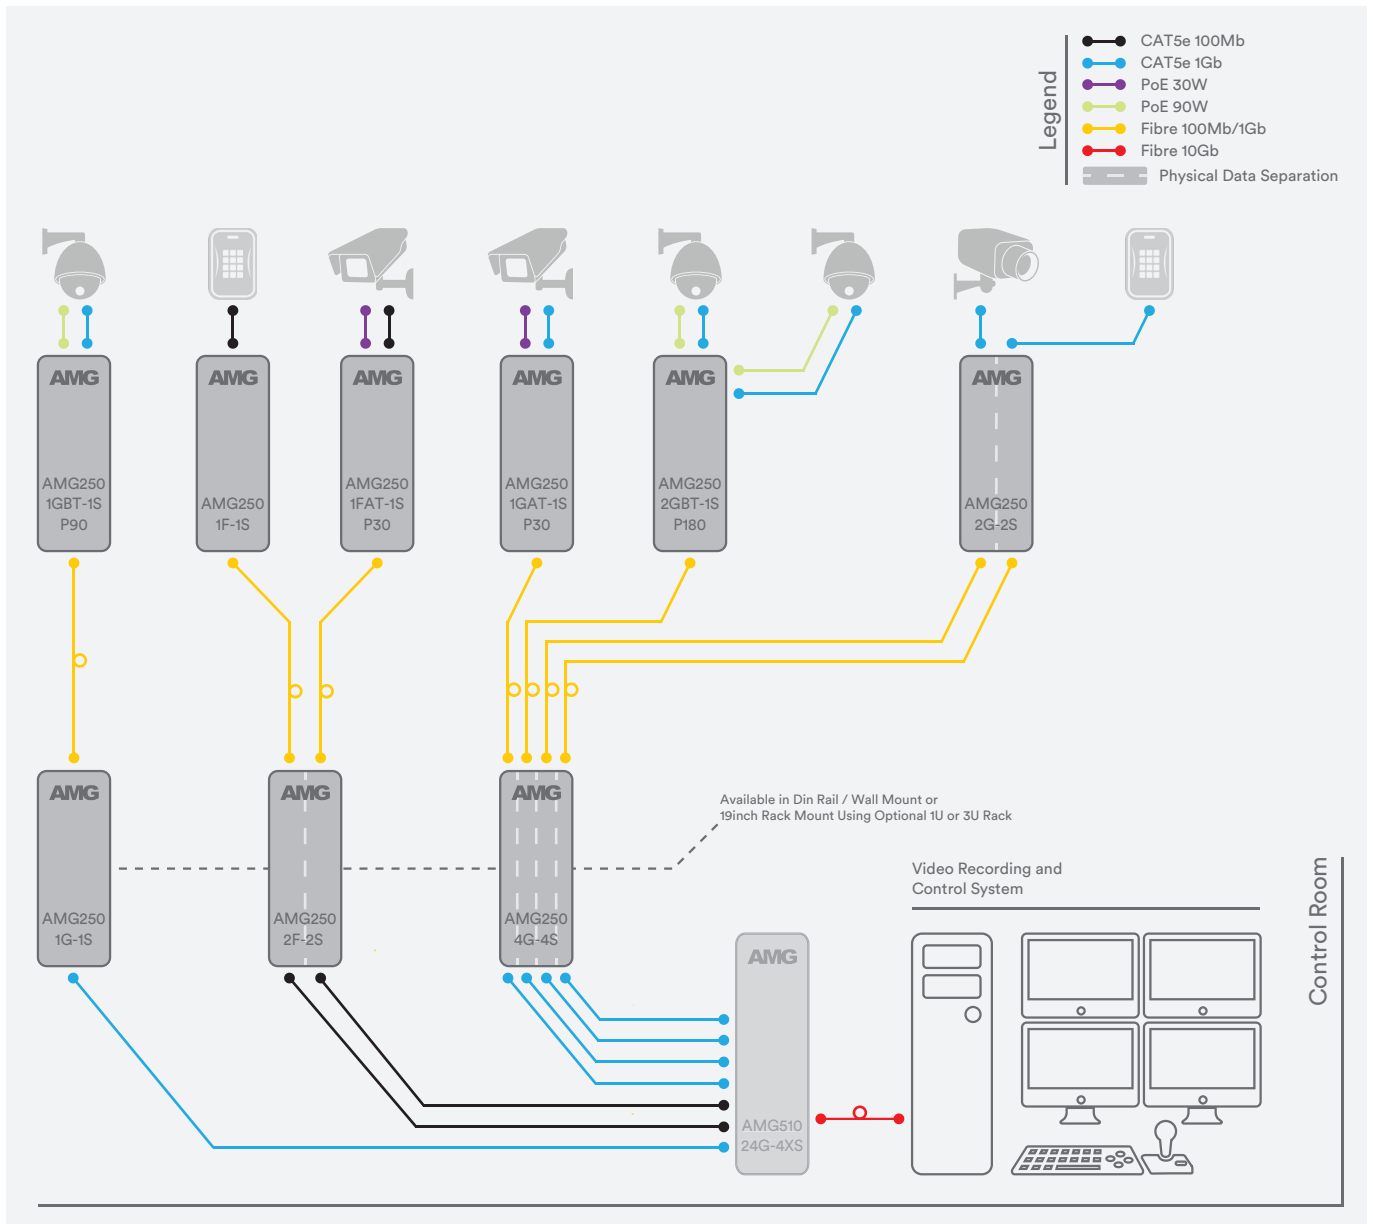 Legend
CAT5e 100Mb
CAT5e 1Gb
PoE 30W
PoE 90W
Fibre 100Mb/1Gb
Fibre 10Gb
Physical Data Separation
AMG
AMG250
1GBT-1S
P90
AMG
AMG250
1F-1S
AMG
AMG250
1FAT-1S
P30
AMG
AMG250
1GAT-1S
P30
AMG
AMG250
2GBT-1S
P180
AMG
AMG250
2G-2S
AMG
AMG250
1G-1S
AMG
AMG250
2F-2S
AMG
AMG250
4G-4S
Available in Din Rail / Wall Mount or
19inch Rack Mount Using Optional 1U or 3U Rack
AMG
AMG510
24G-4XS
Video Recording and
Control System
Control Room